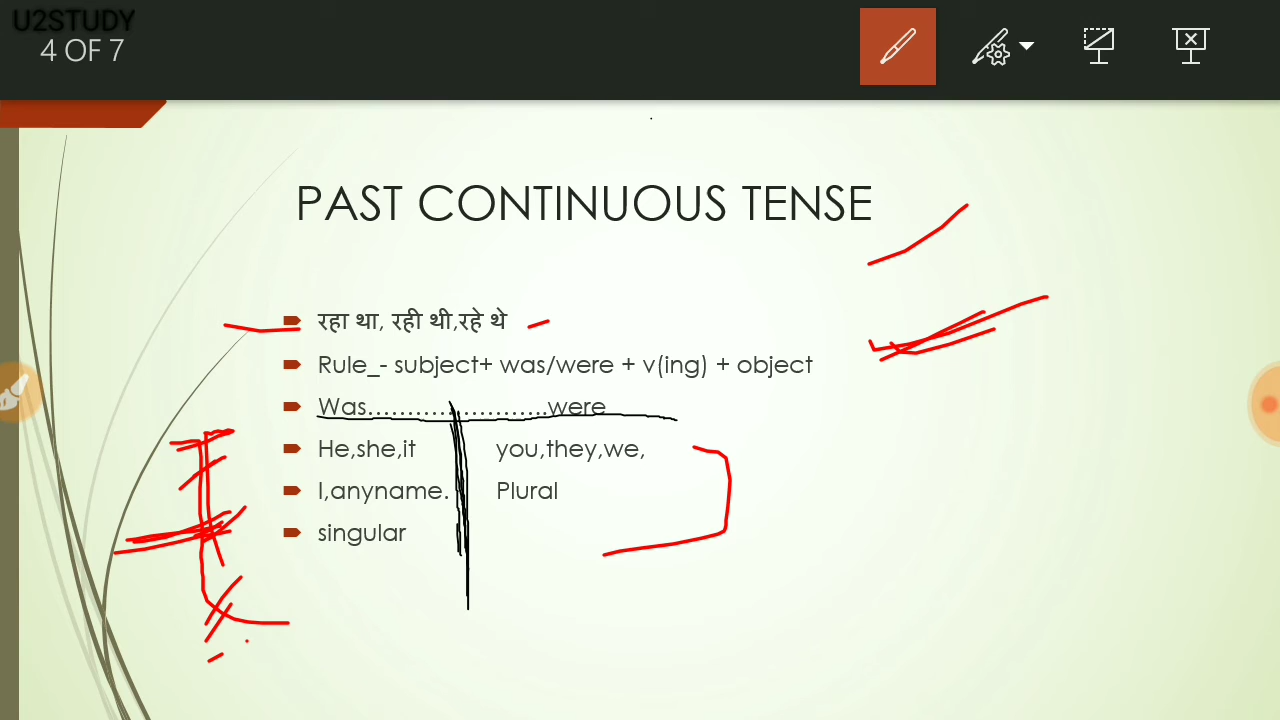 U2STUDY
4 OF 7
PAST CONTINUOUS TENSE
रहा था, रही थी,रहे थे
Rule_- subject+ was/were + v(ing) + object
Was......................were
He,she,it you,they,we,
I,anyname. Plural
singular